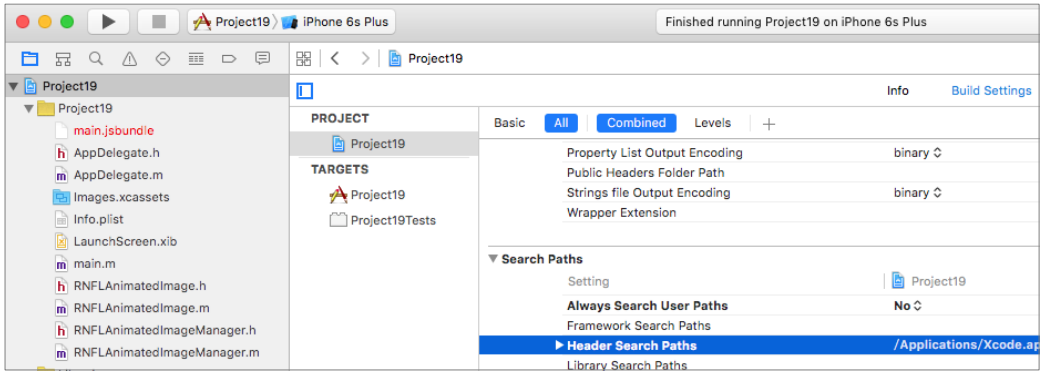 Project19 iPhone 6s Plus
Finished running Project19 on iPhone 6s Plus
Project19
Project19
main.jsbundle
AppDelegate.h
AppDelegate.m
Images.xcassets
Info.plist
LaunchScreen.xib
main.m
RNFLAnimatedImage.h
RNFLAnimatedImage.m
RNFLAnimatedImageManager.h
RNFLAnimatedImageManager.m
Project19
Info Build Settings
PROJECT
Project19
TARGETS
Project19
Project19Tests
Basic All Combined Levels +
Property List Output Encoding binary
Public Headers Folder Path
Strings file Output Encoding binary
Wrapper Extension
Search Paths
Setting Project19
Always Search User Paths No
Framework Search Paths
Header Search Paths /Applications/Xcode.ap
Library Search Paths